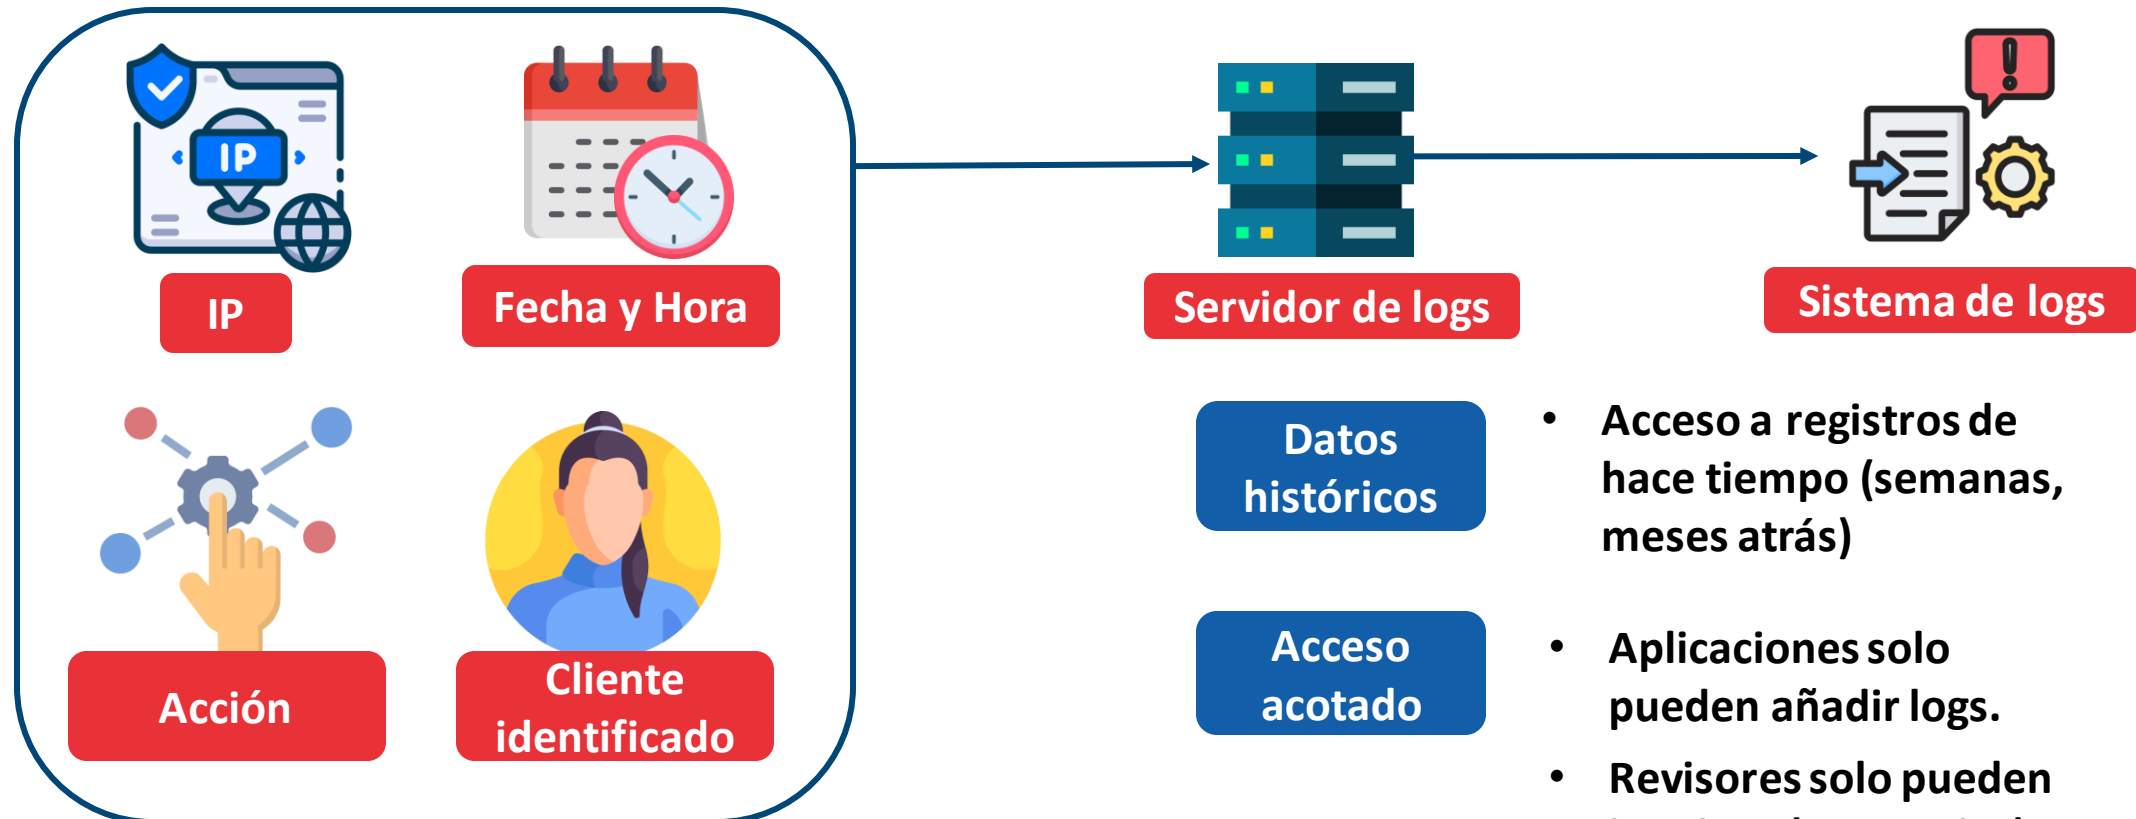 IP
IP
Fecha y Hora
Acción
Cliente
identificado
Servidor de logs
Sistema de logs
Datos
históricos
• Acceso a registros de
hace tiempo (semanas,
meses atrás)
Acceso
acotado
• Aplicaciones solo
pueden añadir logs.
• Revisores solo pueden